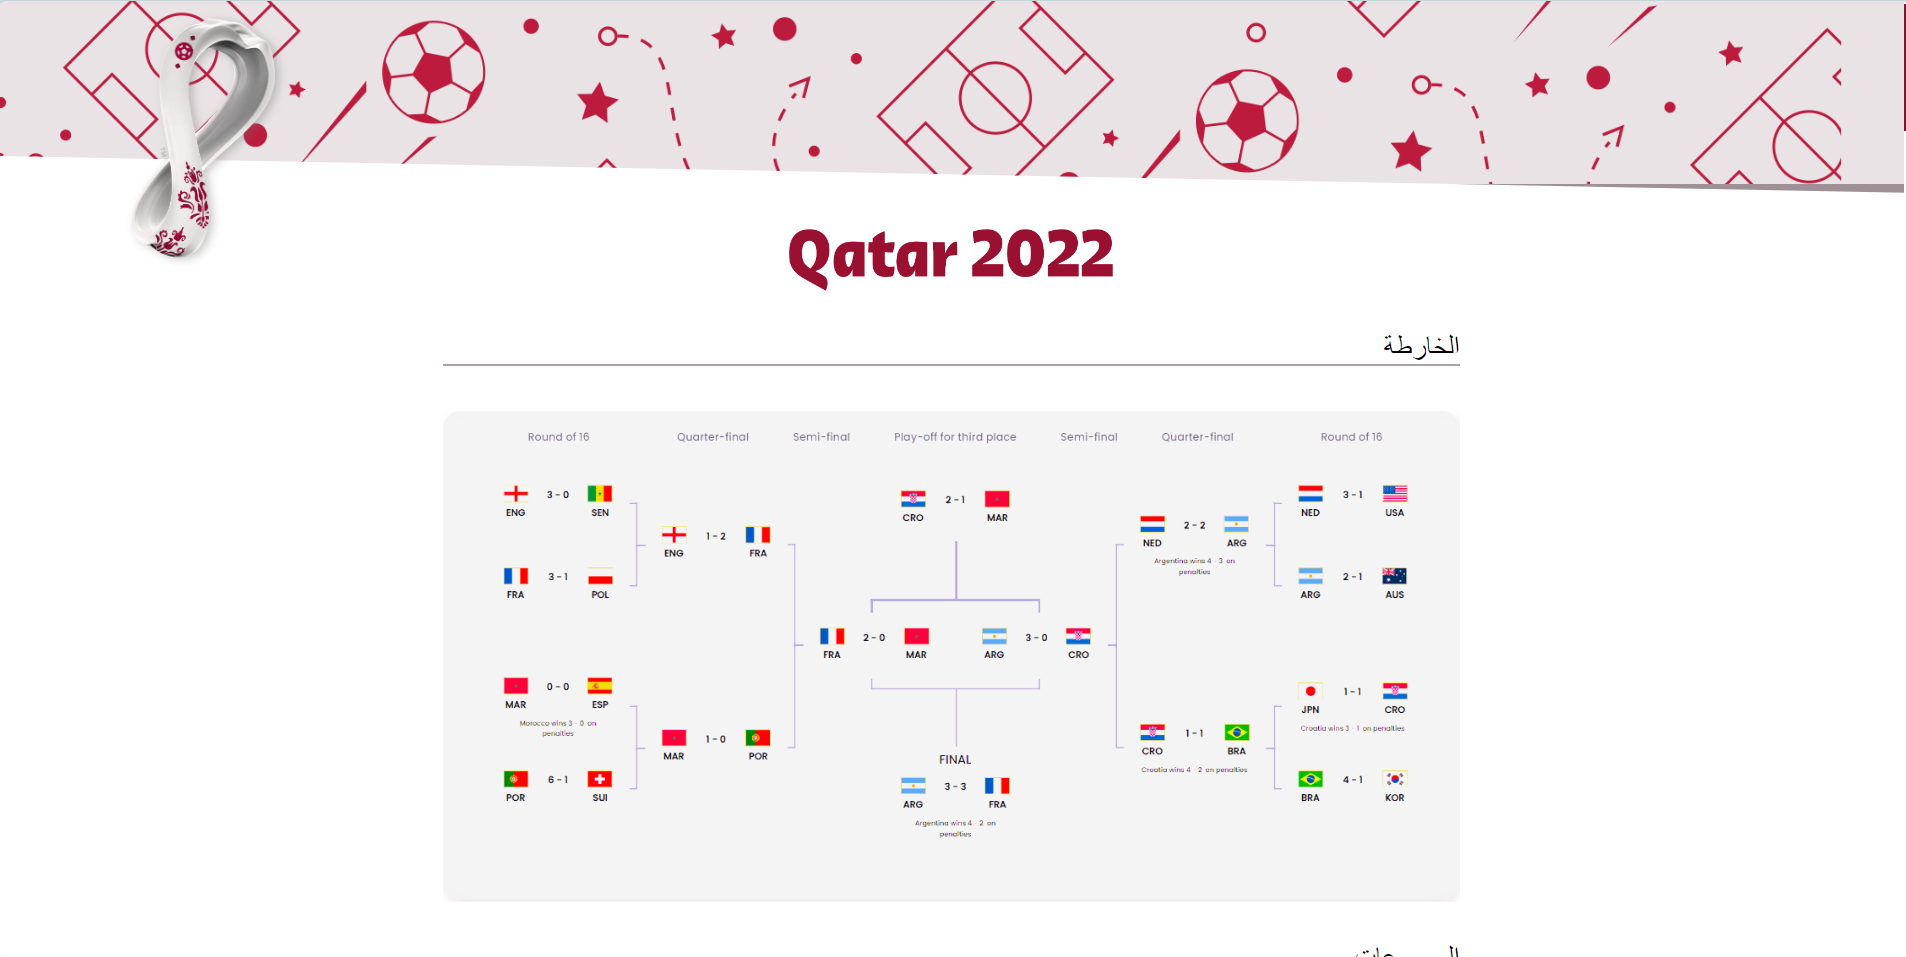 Qatar 2022
الخارطة
Round of 16
Quarter-final
Semi-final
Play-off for third place
Semi-final
Quarter-final
Round of 16
3 - 0
ENG SEN
3 - 1
FRA POL
0 - 0
MAR ESP
Morocco wins 3 - 0 on
penalties
6 - 1
POR SUI
1 - 2
ENG FRA
1 - 0
MAR POR
2 - 0
FRA MAR
2 - 1
CRO MAR
3 - 0
ARG CRO
FINAL
3 - 3
ARG FRA
Argentina wins 4 - 2 on
penalties
2 - 2
NED ARG
Argentina wins 4 - 3 on
penalties
1 - 1
CRO BRA
Croatia wins 4 - 2 on penalties
3 - 1
NED USA
2 - 1
ARG AUS
1 - 1
JPN CRO
Croatia wins 3 - 1 on penalties
4 - 1
BRA KOR